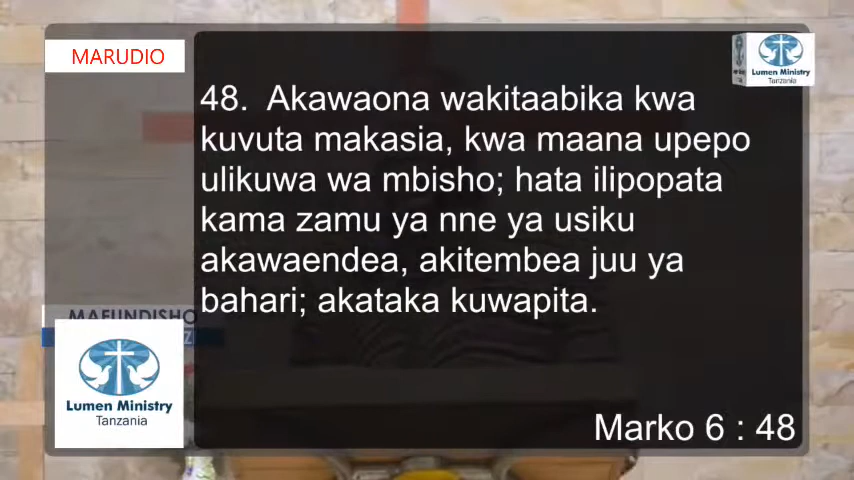 MARUDIO
Lumen Ministry
Tanzania
48. Akawaona wakitaabika kwa
kuvuta makasia, kwa maana upepo
ulikuwa wa mbisho; hata ilipopata
kama zamu ya nne ya usiku
akawaendea, akitembea juu ya
bahari; akataka kuwapita.
MAFUNDISHO
Z
Lumen Ministry
Tanzania
Marko 6 : 48